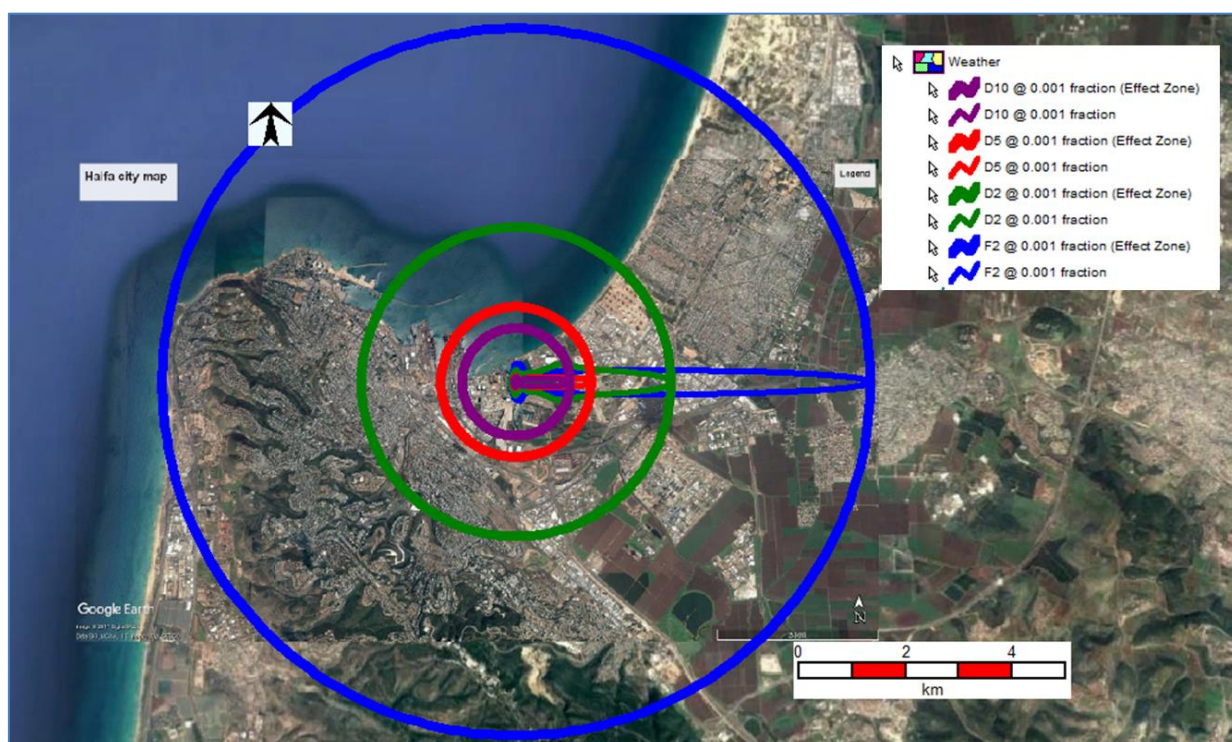 Haifa city map
Legend
Weather
D10 @ 0.001 fraction (Effect Zone)
D10 @ 0.001 fraction
D5 @ 0.001 fraction (Effect Zone)
D5 @ 0.001 fraction
D2 @ 0.001 fraction (Effect Zone)
D2 @ 0.001 fraction
F2 @ 0.001 fraction (Effect Zone)
F2 @ 0.001 fraction
Google Earth
N
0 2 4
km